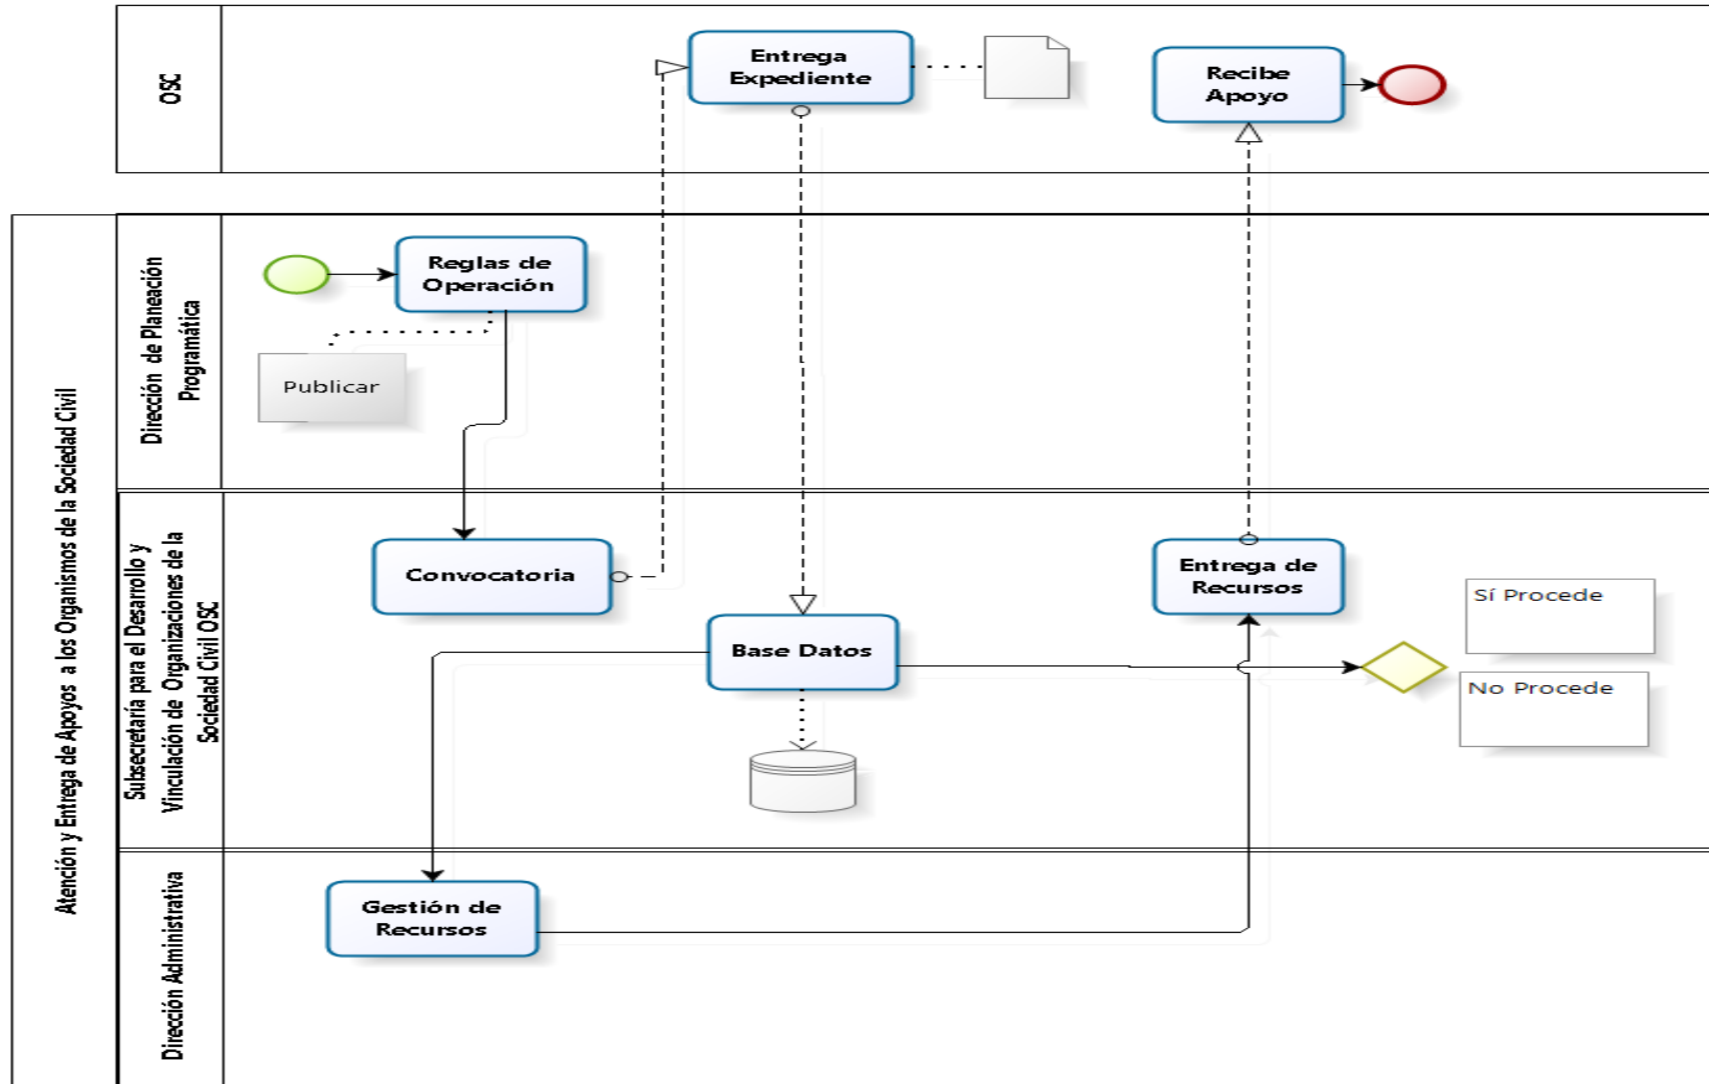 OSC
Entrega
Expediente
Recibe
Apoyo
Atención y Entrega de Apoyos a los Organismos de la Sociedad Civil
Dirección de Planeación
Programática
Reglas de
Operación
Publicar
Subsecretaría para el Desarrollo y
Vinculación de Organizaciones de la
Sociedad Civil OSC
Convocatoria
Base Datos
Entrega de
Recursos
Sí Procede
No Procede
Dirección Administrativa
Gestión de
Recursos